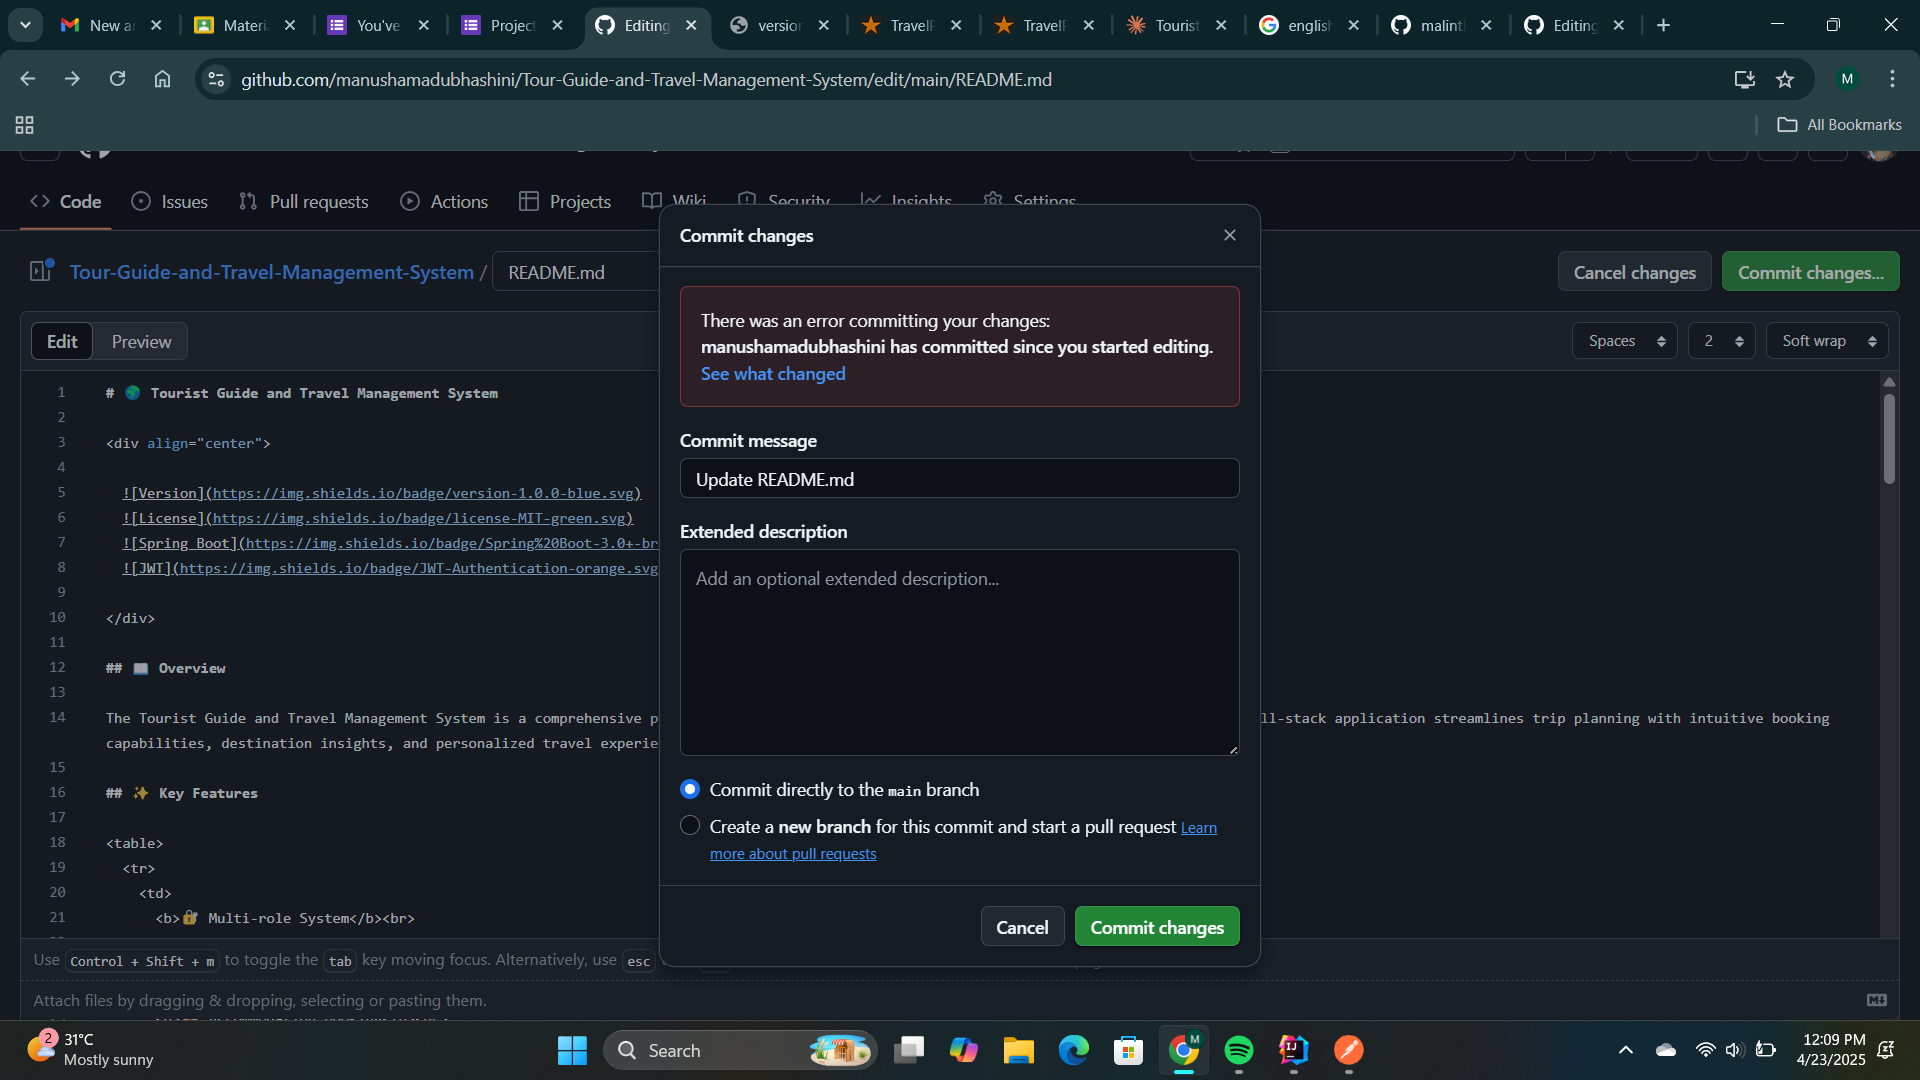 New a
Materi
You've
Project
Editing
version
TravelF
TravelF
Tourist
english
malint
Editing
github.com/manushamadubhashini/Tour-Guide-and-Travel-Management-System/edit/main/README.md
M
All Bookmarks
Code
Issues
Pull requests
Actions
Projects
Wiki
Security
Insights
Settings
Tour-Guide-and-Travel-Management-System / README.md
Cancel changes
Commit changes...
Edit
Preview
Spaces
2
Soft wrap
1 # 🌍 Tourist Guide and Travel Management System
2
3 <div align="center">
4
5 ![Version](https://img.shields.io/badge/version-1.0.0-blue.svg)
6 ![License](https://img.shields.io/badge/license-MIT-green.svg)
7 ![Spring Boot](https://img.shields.io/badge/Spring%20Boot-3.0+-br
8 ![JWT](https://img.shields.io/badge/JWT-Authentication-orange.svg
9
10 </div>
11
12 ## 📖 Overview
13
14 The Tourist Guide and Travel Management System is a comprehensive p
ll-stack application streamlines trip planning with intuitive booking
capabilities, destination insights, and personalized travel experie
15
16 ## ✨ Key Features
17
18 <table>
19 <tr>
20 <td>
21 <b>🔐 Multi-role System</b><br>
Use Control + Shift + m to toggle the tab key moving focus. Alternatively, use esc
Attach files by dragging & dropping, selecting or pasting them.
Commit changes
There was an error committing your changes:
manushamadubhashini has committed since you started editing.
See what changed
Commit message
Update README.md
Extended description
Add an optional extended description...
Commit directly to the main branch
Create a new branch for this commit and start a pull request Learn
more about pull requests
Cancel
Commit changes
2
31°C
Mostly sunny
Search
M
12:09 PM
4/23/2025